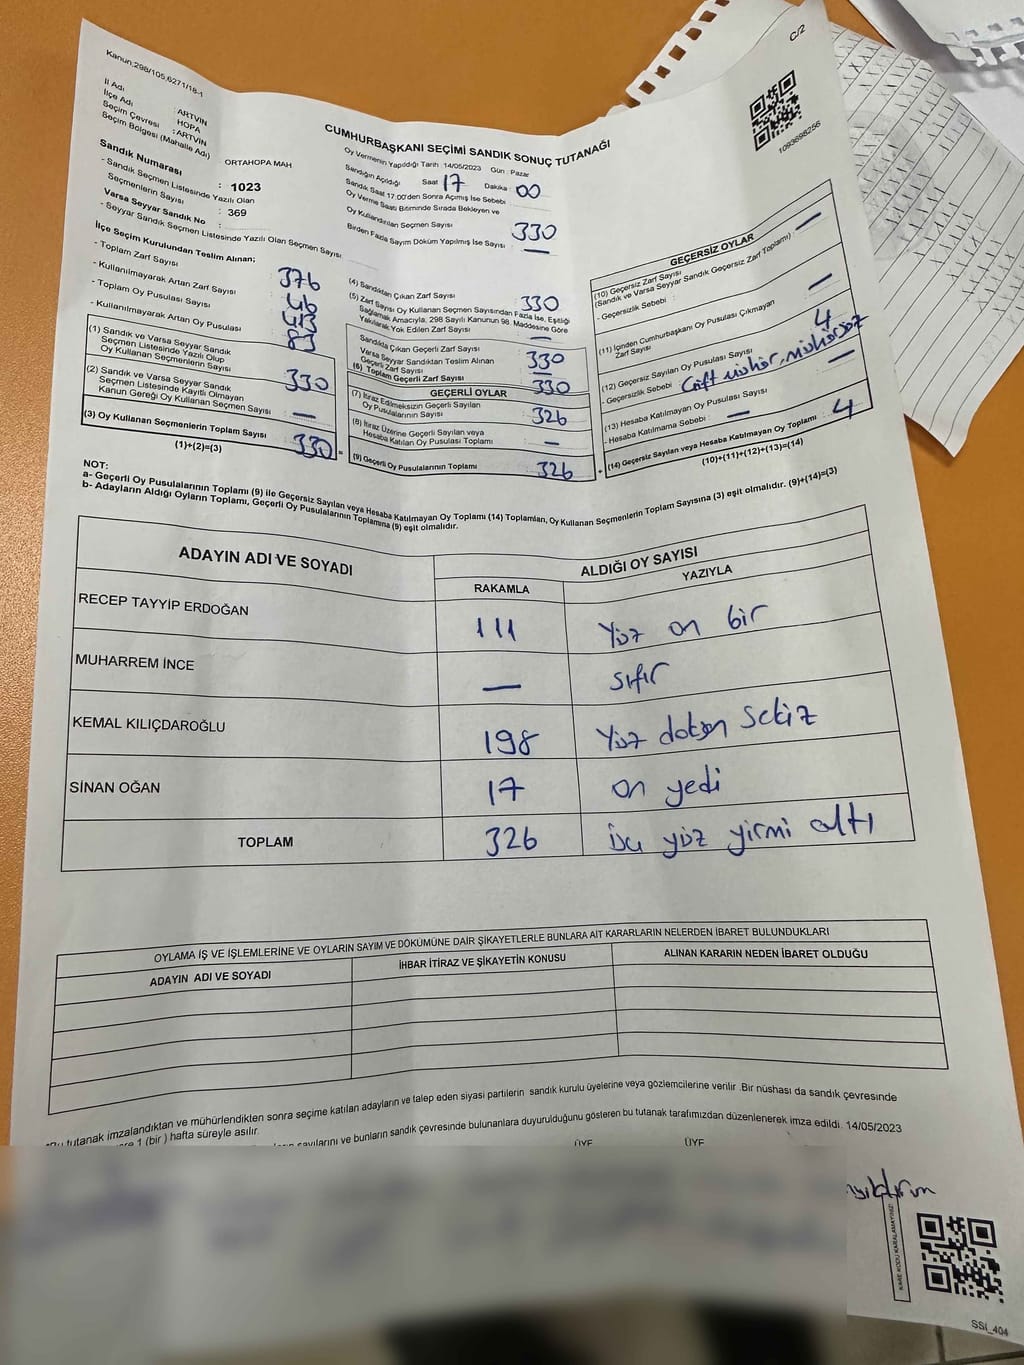 C/2
Kanun.298/105,6271/18-1
1093698256
CUMHURBAŞKANI SEÇİMİ SANDIK SONUÇ TUTANAĞI
İl Adı : ARTVİN
İlçe Adı : HOPA
Seçim Çevresi : ARTVİN
Seçim Bölgesi (Mahalle Adı) ORTAHOPA MAH
Sandık Numarası : 1023
- Sandık Seçmen Listesinde Yazılı Olan
Seçmenlerin Sayısı : 369
Varsa Seyyar Sandık No :
- Seyyar Sandık Seçmen Listesinde Yazılı Olan Seçmen Sayısı :
İlçe Seçim Kurulundan Teslim Alınan;
- Toplam Zarf Sayısı 376
- Kullanılmayarak Artan Zarf Sayısı 46
- Toplam Oy Pusulası Sayısı
- Kullanılmayarak Artan Oy Pusulası
(1) Sandık ve Varsa Seyyar Sandık
Seçmen Listesinde Yazılı Olup
Oy Kullanan Seçmenlerin Sayısı 330
(2) Sandık ve Varsa Seyyar Sandık
Seçmen Listesinde Kayıtlı Olmayan
Kanun Gereği Oy Kullanan Seçmen Sayısı —
(3) Oy Kullanan Seçmenlerin Toplam Sayısı 330
(1)+(2)=(3)
Oy Vermenin Yapıldığı Tarih :14/05/2023 Gün : Pazar
Sandığın Açıldığı Saat 17 Dakika : 00
Sandık Saat 17.00'den Sonra Açılmış İse Sebebi :
Oy Verme Saati Bitiminde Sırada Bekleyen ve
Oy Kullandırılan Seçmen Sayısı 330
Birden Fazla Sayım Döküm Yapılmış İse Sayısı : —
(4) Sandıktan Çıkan Zarf Sayısı 330
(5) Zarf Sayısı Oy Kullanan Seçmen Sayısından Fazla İse, Eşitliği
Sağlamak Amacıyla, 298 Sayılı Kanunun 98. Maddesine Göre
Yakılarak Yok Edilen Zarf Sayısı —
Sandıkta Çıkan Geçerli Zarf Sayısı 330
Varsa Seyyar Sandıktan Teslim Alınan
Geçerli Zarf Sayısı —
(6) Toplam Geçerli Zarf Sayısı 330
GEÇERLİ OYLAR
(7) İtiraz Edilmeksizin Geçerli Sayılan
Oy Pusulalarının Sayısı 326
(8) İtiraz Üzerine Geçerli Sayılan veya
Hesaba Katılan Oy Pusulası Toplamı —
(9) Geçerli Oy Pusulalarının Toplamı 326
GEÇERSİZ OYLAR
(10) Geçersiz Zarf Sayısı
(Sandık ve Varsa Seyyar Sandık Geçersiz Zarf Toplamı) —
- Geçersizlik Sebebi :
(11) İçinden Cumhurbaşkanı Oy Pusulası Çıkmayan
Zarf Sayısı —
(12) Geçersiz Sayılan Oy Pusulası Sayısı 4
- Geçersizlik Sebebi : Çift mühür, mühürsüz
(13) Hesaba Katılmayan Oy Pusulası Sayısı —
- Hesaba Katılmama Sebebi : —
(14) Geçersiz Sayılan veya Hesaba Katılmayan Oy Toplamı 4
(10)+(11)+(12)+(13)=(14)
NOT:
a- Geçerli Oy Pusulalarının Toplamı (9) ile Geçersiz Sayılan veya Hesaba Katılmayan Oy Toplamı (14) Toplamları, Oy Kullanan Seçmenlerin Toplam Sayısına (3) eşit olmalıdır. (9)+(14)=(3)
b- Adayların Aldığı Oyların Toplamı, Geçerli Oy Pusulalarının Toplamına (9) eşit olmalıdır.
ADAYIN ADI VE SOYADI ALDIĞI OY SAYISI
RAKAMLA YAZIYLA
RECEP TAYYİP ERDOĞAN 111 Yüz on bir
MUHARREM İNCE — sıfır
KEMAL KILIÇDAROĞLU 198 Yüz doksan sekiz
SİNAN OĞAN 17 on yedi
TOPLAM 326 üç yüz yirmi altı
OYLAMA İŞ VE İŞLEMLERİNE VE OYLARIN SAYIM VE DÖKÜMÜNE DAİR ŞİKAYETLERLE BUNLARA AİT KARARLARIN NELERDEN İBARET BULUNDUKLARI
ADAYIN ADI VE SOYADI İHBAR İTİRAZ VE ŞİKAYETİN KONUSU ALINAN KARARIN NEDEN İBARET OLDUĞU
tutanak imzalandıktan ve mühürlendikten sonra seçime katılan adayların ve talep eden siyasi partilerin sandık kurulu üyelerine veya gözlemcilerine verilir .Bir nüshası da sandık çevresinde
1 (bir ) hafta süreyle asılır.
sayılarını ve bunların sandık çevresinde bulunanlara duyurulduğunu gösteren bu tutanak tarafımızdan düzenlenerek imza edildi. 14/05/2023
ÜYE ÜYE
KARE KODU KARALAMAYINIZ!
SSI_404